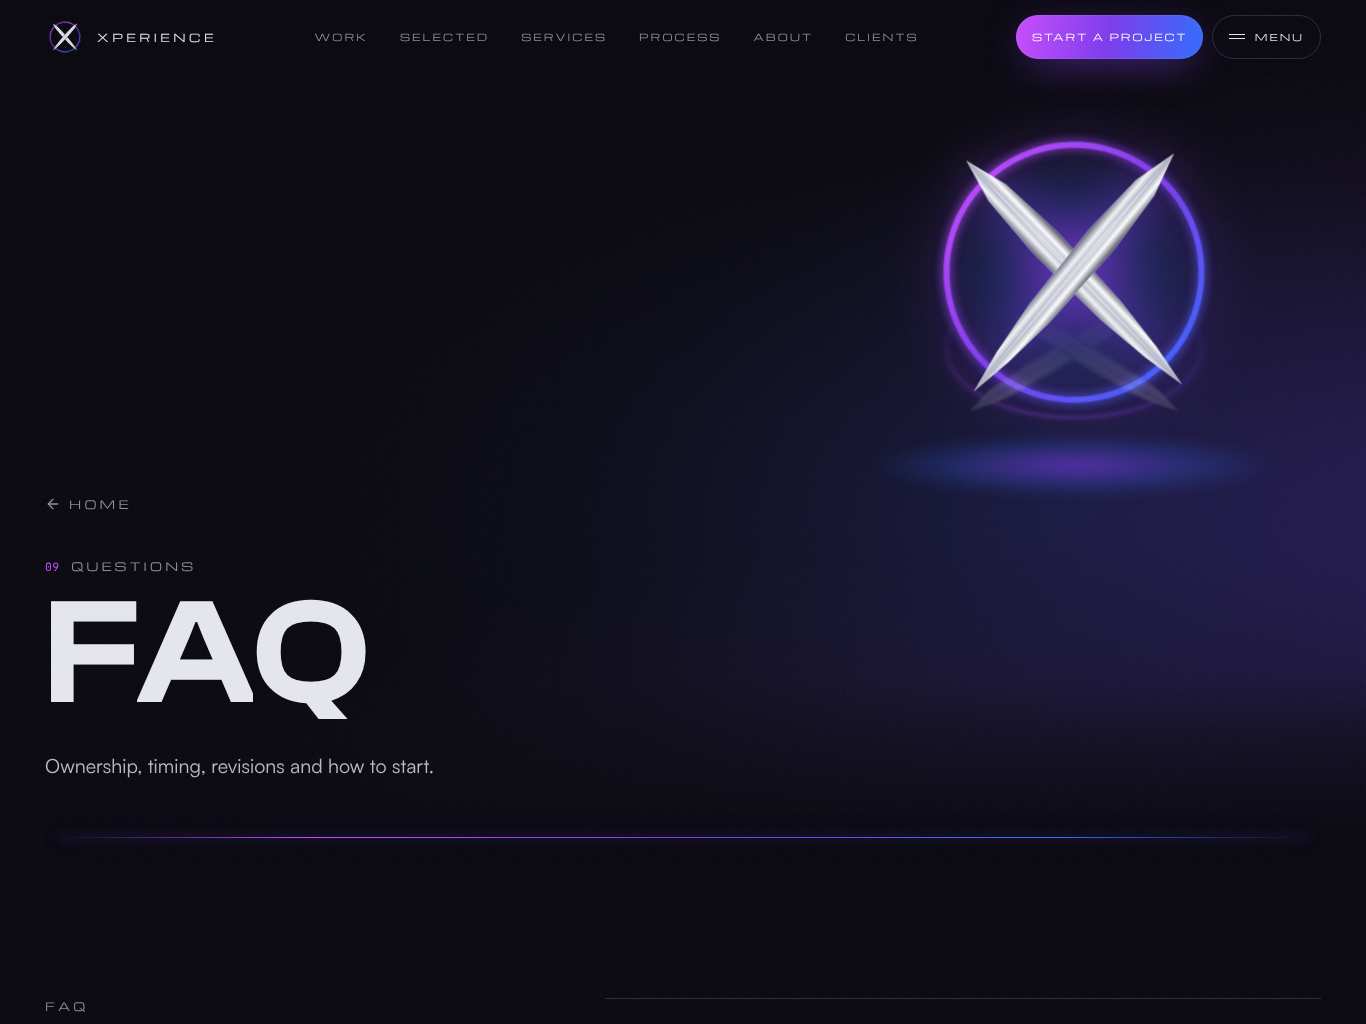 XPERIENCE
WORK SELECTED SERVICES PROCESS ABOUT CLIENTS
START A PROJECT
MENU
← HOME
09 QUESTIONS
FAQ
Ownership, timing, revisions and how to start.
FAQ